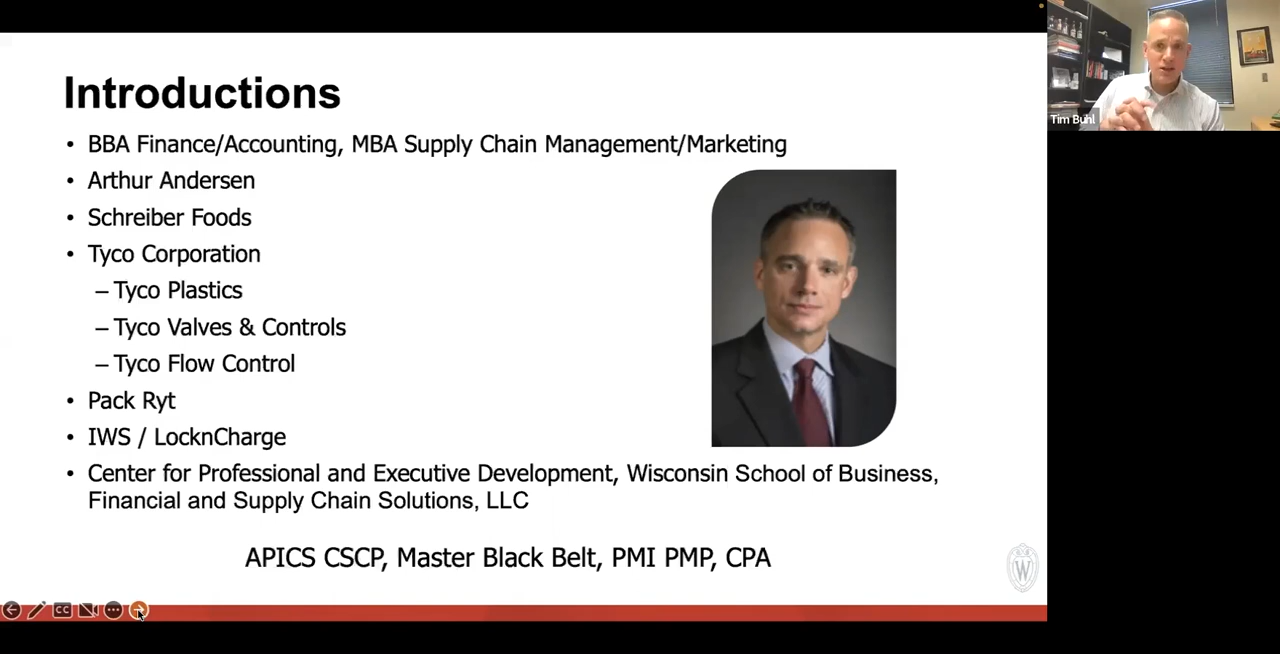 Introductions
• BBA Finance/Accounting, MBA Supply Chain Management/Marketing
• Arthur Andersen
• Schreiber Foods
• Tyco Corporation
– Tyco Plastics
– Tyco Valves & Controls
– Tyco Flow Control
• Pack Ryt
• IWS / LocknCharge
• Center for Professional and Executive Development, Wisconsin School of Business,
Financial and Supply Chain Solutions, LLC
APICS CSCP, Master Black Belt, PMI PMP, CPA
W
CC
Tim Buhl